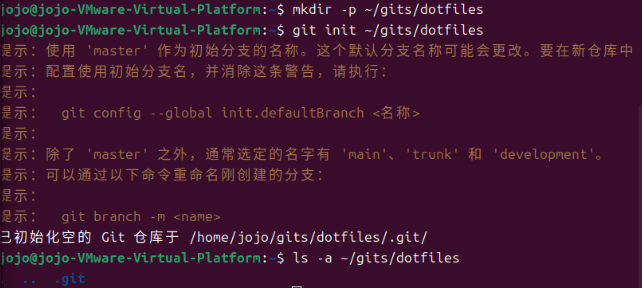 jojo@jojo-VMware-Virtual-Platform:~$ mkdir -p ~/gits/dotfiles
jojo@jojo-VMware-Virtual-Platform:~$ git init ~/gits/dotfiles
提示：使用 'master' 作为初始分支的名称。这个默认分支名称可能会更改。要在新仓库中
提示：配置使用初始分支名，并消除这条警告，请执行：
提示：
提示：  git config --global init.defaultBranch <名称>
提示：
提示：除了 'master' 之外，通常选定的名字有 'main'、'trunk' 和 'development'。
提示：可以通过以下命令重命名刚创建的分支：
提示：
提示：  git branch -m <name>
已初始化空的 Git 仓库于 /home/jojo/gits/dotfiles/.git/
jojo@jojo-VMware-Virtual-Platform:~$ ls -a ~/gits/dotfiles
.. .git